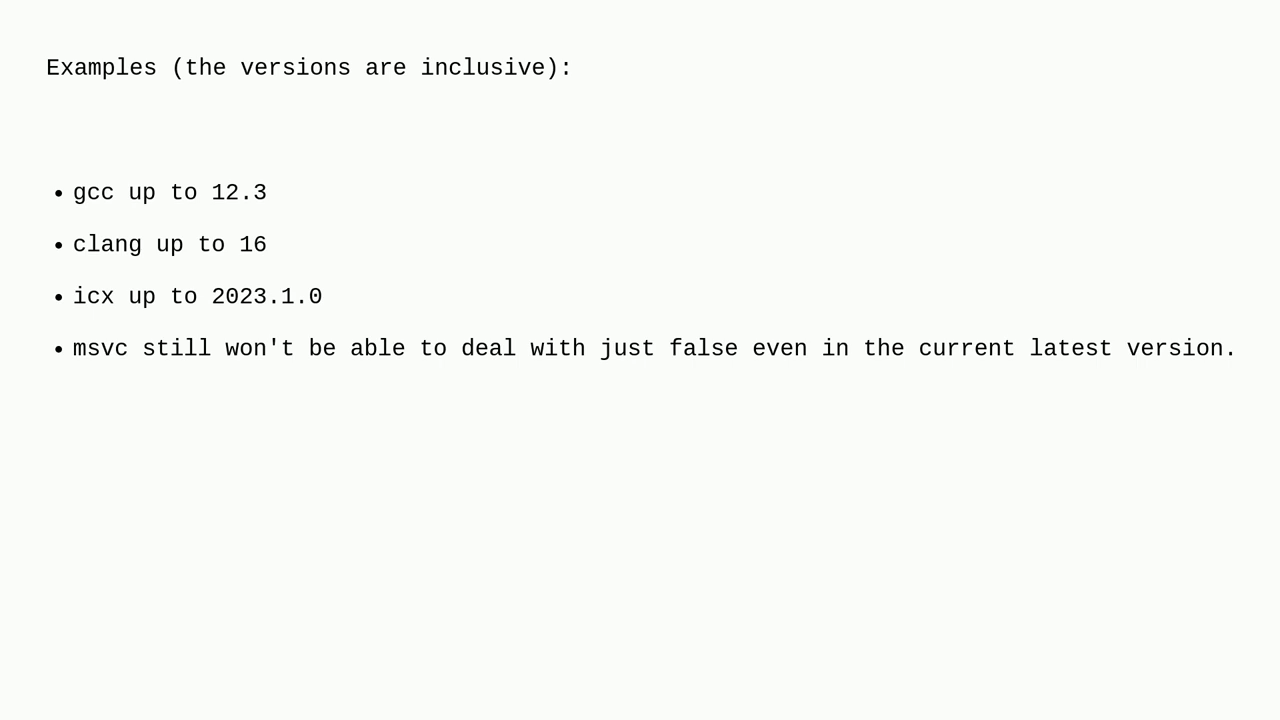 Examples (the versions are inclusive):
• gcc up to 12.3
• clang up to 16
• icx up to 2023.1.0
• msvc still won't be able to deal with just false even in the current latest version.